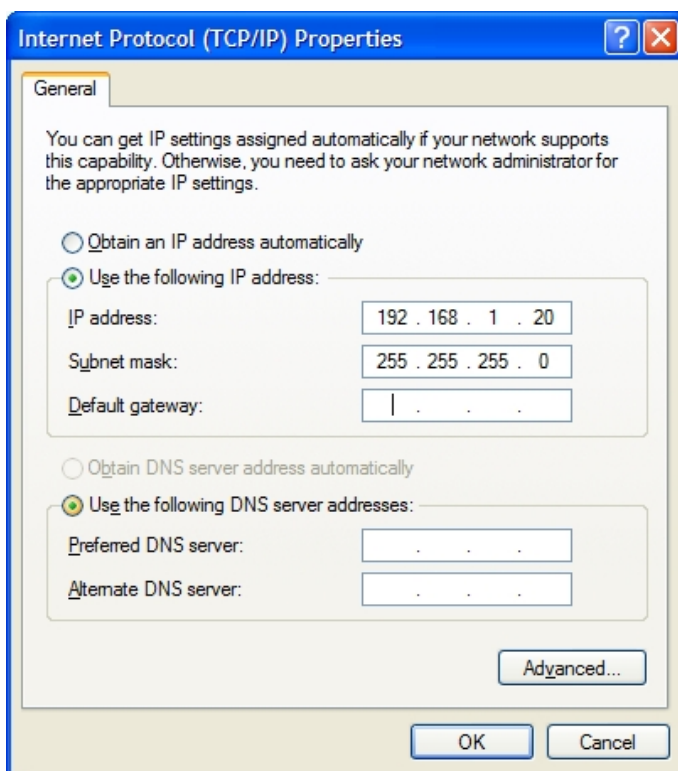 Internet Protocol (TCP/IP) Properties
General
You can get IP settings assigned automatically if your network supports
this capability. Otherwise, you need to ask your network administrator for
the appropriate IP settings.
Obtain an IP address automatically
Use the following IP address:
IP address: 192 . 168 . 1 . 20
Subnet mask: 255 . 255 . 255 . 0
Default gateway: . . .
Obtain DNS server address automatically
Use the following DNS server addresses:
Preferred DNS server: . . .
Alternate DNS server: . . .
Advanced...
OK Cancel